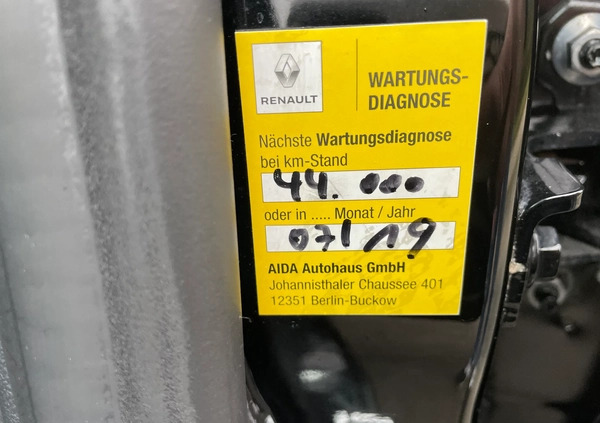 RENAULT
WARTUNGS-
DIAGNOSE
Nächste Wartungsdiagnose
bei km-Stand
44.000
oder in ..... Monat / Jahr
07/19
AIDA Autohaus GmbH
Johannisthaler Chaussee 401
12351 Berlin-Buckow